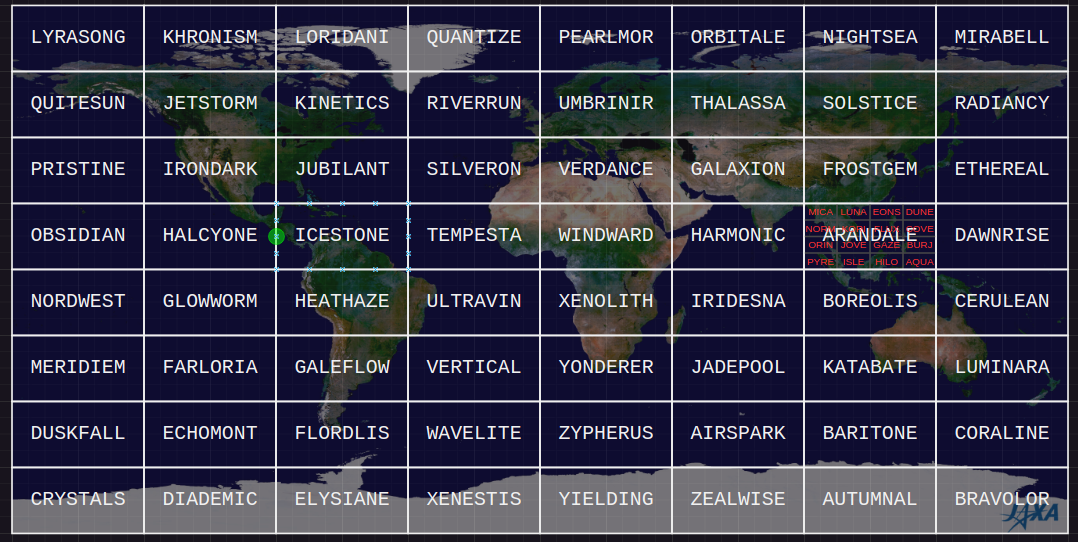 LYRASONG KHRONISM LORIDANI QUANTIZE PEARLMOR ORBITALE NIGHTSEA MIRABELL
QUITESUN JETSTORM KINETICS RIVERRUN UMBRINIR THALASSA SOLSTICE RADIANCY
PRISTINE IRONDARK JUBILANT SILVERON VERDANCE GALAXION FROSTGEM ETHEREAL
MICA LUNA EONS DUNE
OBSIDIAN HALCYONE ICESTONE TEMPESTA WINDWARD HARMONIC ARANDALE DAWNRISE
ORIN JOVE GAZE BURJ
PYRE ISLE HILO AQUA
NORDWEST GLOWWORM HEATHAZE ULTRAVIN XENOLITH IRIDESNA BOREOLIS CERULEAN
MERIDIEM FARLORIA GALEFLOW VERTICAL YONDERER JADEPOOL KATABATE LUMINARA
DUSKFALL ECHOMONT FLORDLIS WAVELITE ZYPHERUS AIRSPARK BARITONE CORALINE
CRYSTALS DIADEMIC ELYSIANE XENESTIS YIELDING ZEALWISE AUTUMNAL BRAVOLOR
JAXA